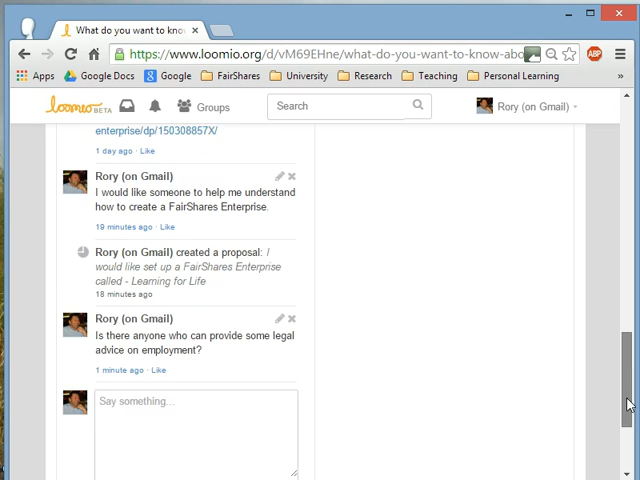 What do you want to kno
https://www.loomio.org/d/vM69EHne/what-do-you-want-to-know-abo
ABP
Apps Google Docs Google FairShares University Research Teaching Personal Learning
loomio BETA Groups Search Rory (on Gmail)
enterprise/dp/150308857X/
1 day ago · Like
Rory (on Gmail)
I would like someone to help me understand
how to create a FairShares Enterprise.
19 minutes ago · Like
Rory (on Gmail) created a proposal: I
would like set up a FairShares Enterprise
called - Learning for Life
18 minutes ago
Rory (on Gmail)
Is there anyone who can provide some legal
advice on employment?
1 minute ago · Like
Say something...